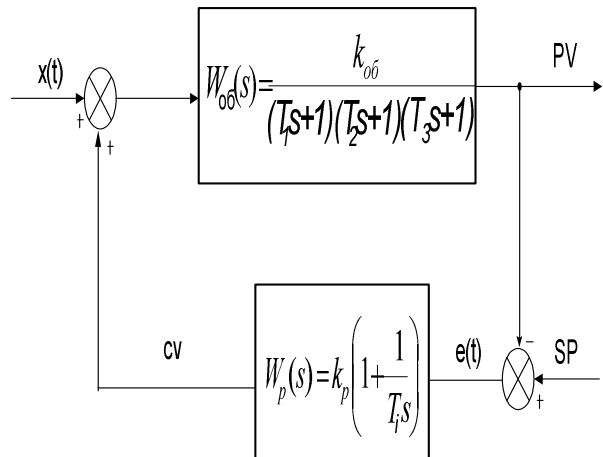 x(t)
PV
W_об(s)=k_об/(T_1s+1)(T_2s+1)(T_3s+1)
+
+
cv
W_p(s)=k_p(1+1/T_is)
e(t)
SP
−
+